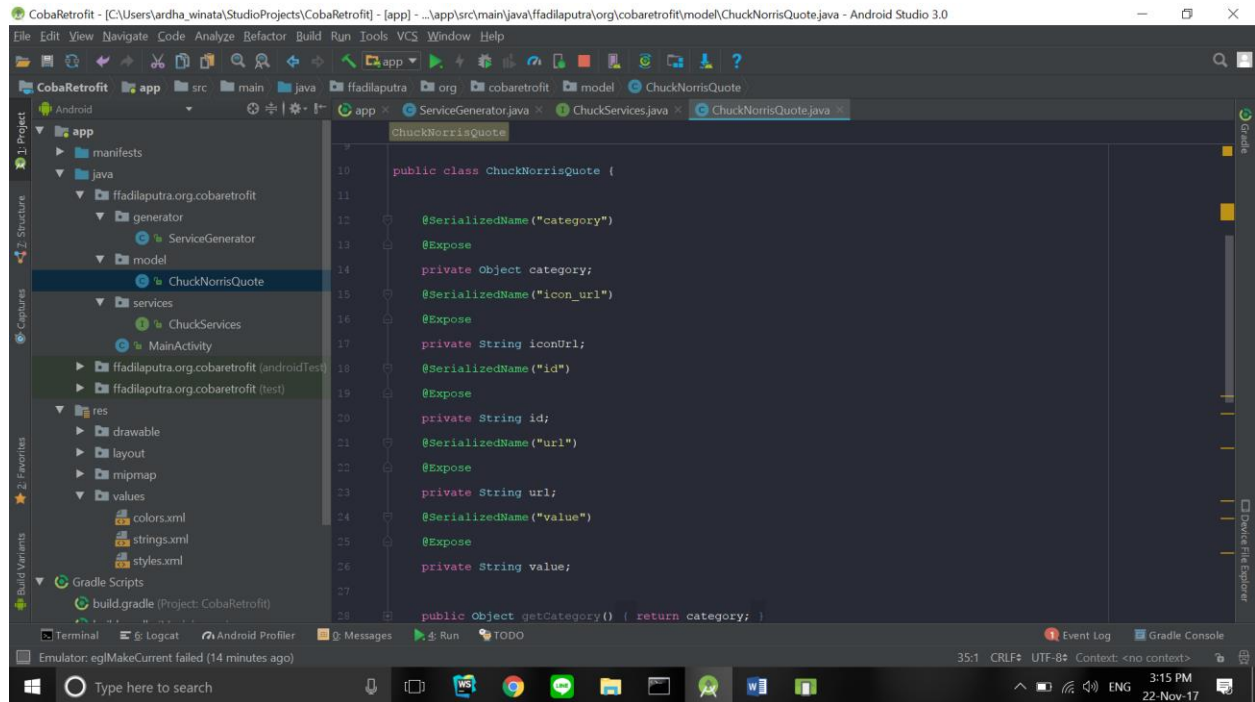 CobaRetrofit - [C:\Users\ardha_winata\StudioProjects\CobaRetrofit] - [app] - ...\app\src\main\java\ffadilaputra\org\cobaretrofit\model\ChuckNorrisQuote.java - Android Studio 3.0
File Edit View Navigate Code Analyze Refactor Build Run Tools VCS Window Help
app
CobaRetrofit app src main java ffadilaputra org cobaretrofit model ChuckNorrisQuote
Android
app ServiceGenerator.java ChuckServices.java ChuckNorrisQuote.java
ChuckNorrisQuote
1: Project
7: Structure
Captures
2: Favorites
Build Variants
app
manifests
java
ffadilaputra.org.cobaretrofit
generator
ServiceGenerator
model
ChuckNorrisQuote
services
ChuckServices
MainActivity
ffadilaputra.org.cobaretrofit (androidTest)
ffadilaputra.org.cobaretrofit (test)
res
drawable
layout
mipmap
values
colors.xml
strings.xml
styles.xml
Gradle Scripts
build.gradle (Project: CobaRetrofit)
9
10 public class ChuckNorrisQuote {
11
12 @SerializedName("category")
13 @Expose
14 private Object category;
15 @SerializedName("icon_url")
16 @Expose
17 private String iconUrl;
18 @SerializedName("id")
19 @Expose
20 private String id;
21 @SerializedName("url")
22 @Expose
23 private String url;
24 @SerializedName("value")
25 @Expose
26 private String value;
27
28 public Object getCategory() { return category; }
Gradle
Device File Explorer
Terminal 6: Logcat Android Profiler 0: Messages 4: Run TODO
1 Event Log Gradle Console
Emulator: eglMakeCurrent failed (14 minutes ago)
35:1 CRLF UTF-8 Context: <no context>
Type here to search
WS
LINE
ENG
3:15 PM
22-Nov-17